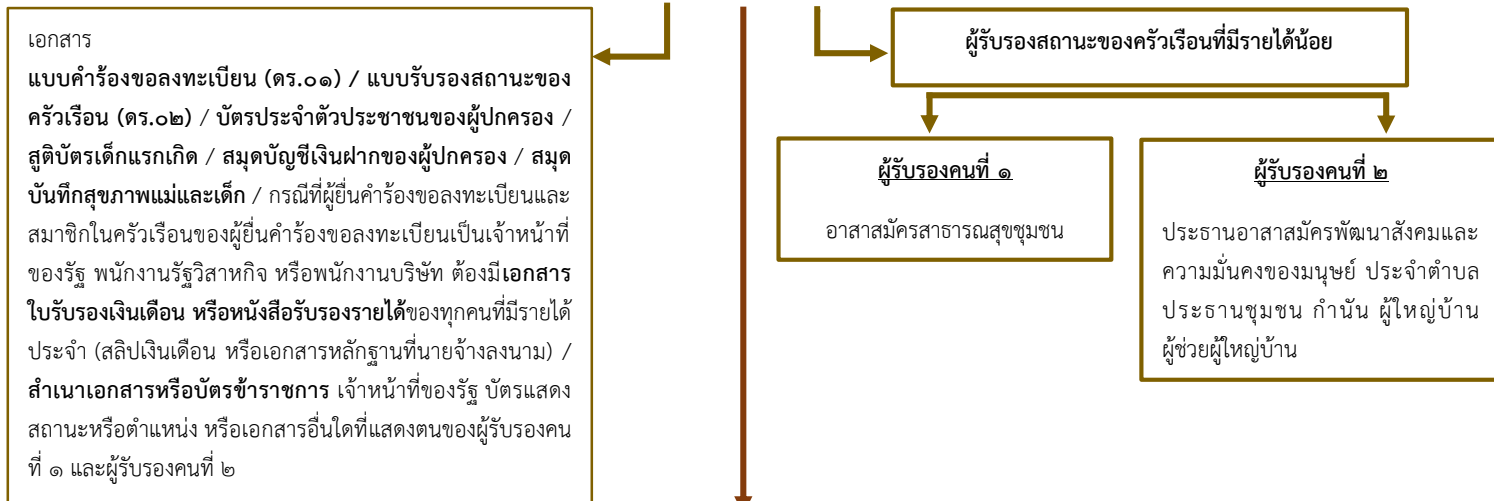 เอกสาร
แบบคำร้องขอลงทะเบียน (ดร.๐๑) / แบบรับรองสถานะของ
ครัวเรือน (ดร.๐๒) / บัตรประจำตัวประชาชนของผู้ปกครอง /
สูติบัตรเด็กแรกเกิด / สมุดบัญชีเงินฝากของผู้ปกครอง / สมุด
บันทึกสุขภาพแม่และเด็ก / กรณีที่ผู้ยื่นคำร้องขอลงทะเบียนและ
สมาชิกในครัวเรือนของผู้ยื่นคำร้องขอลงทะเบียนเป็นเจ้าหน้าที่
ของรัฐ พนักงานรัฐวิสาหกิจ หรือพนักงานบริษัท ต้องมีเอกสาร
ใบรับรองเงินเดือน หรือหนังสือรับรองรายได้ของทุกคนที่มีรายได้
ประจำ (สลิปเงินเดือน หรือเอกสารหลักฐานที่นายจ้างลงนาม) /
สำเนาเอกสารหรือบัตรข้าราชการ เจ้าหน้าที่ของรัฐ บัตรแสดง
สถานะหรือตำแหน่ง หรือเอกสารอื่นใดที่แสดงตนของผู้รับรองคน
ที่ ๑ และผู้รับรองคนที่ ๒
ผู้รับรองสถานะของครัวเรือนที่มีรายได้น้อย
ผู้รับรองคนที่ ๑
อาสาสมัครสาธารณสุขชุมชน
ผู้รับรองคนที่ ๒
ประธานอาสาสมัครพัฒนาสังคมและ
ความมั่นคงของมนุษย์ ประจำตำบล
ประธานชุมชน กำนัน ผู้ใหญ่บ้าน
ผู้ช่วยผู้ใหญ่บ้าน